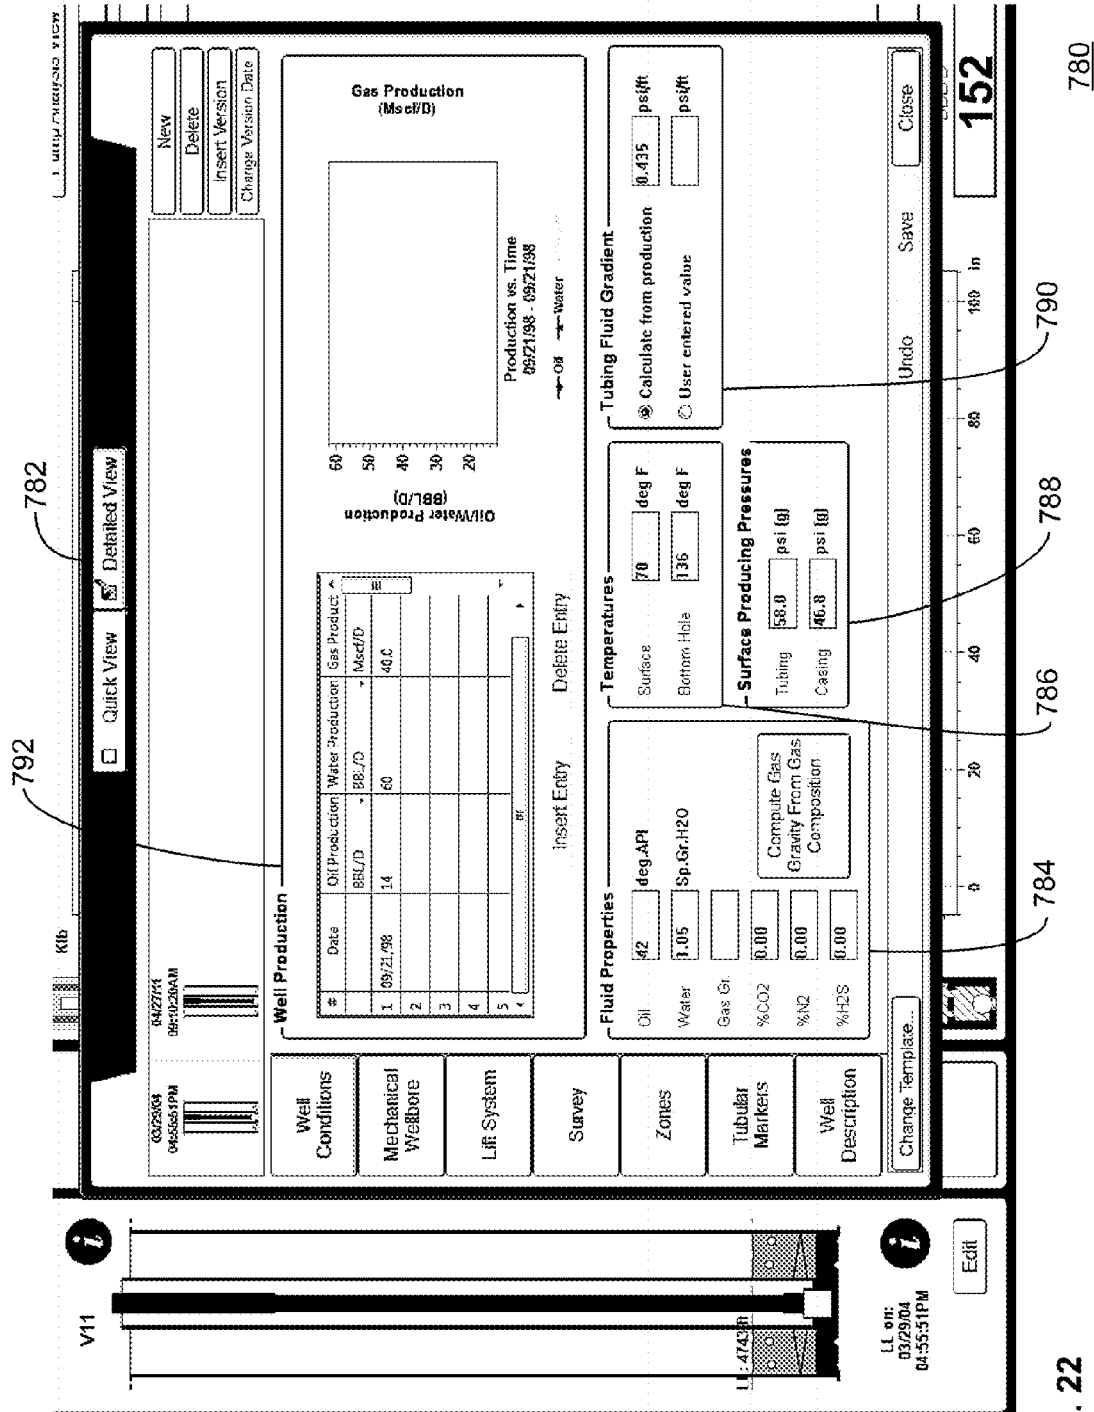 782
792
Quick View
Detailed View
Klb
V11
03/29/04
04:55:51PM
04/27/11
09:10:20AM
New
Delete
Insert Version
Change Version Date
Well Conditions
Mechanical Wellbore
Lift System
Survey
Zones
Tubular Markers
Well Description
Well Production
# Date Oil Production Water Production Gas Product
BBL/D BBL/D Mscf/D
1 09/21/98 14 60 40.0
2
3
4
5
Insert Entry Delete Entry
Oil/Water Production
(BBL/D)
60
50
40
30
20
Gas Production
(Mscf/D)
Production vs. Time
09/21/98 - 09/21/98
Oil Water
Fluid Properties
Oil 42 deg.API
Water 1.05 Sp.Gr.H2O
Gas Gr.
%CO2 0.00
%N2 0.00
%H2S 0.00
Compute Gas
Gravity From Gas
Composition
Temperatures
Surface 70 deg F
Bottom Hole 136 deg F
Surface Producing Pressures
Tubing 58.8 psi (g)
Casing 46.8 psi (g)
Tubing Fluid Gradient
Calculate from production 0.435 psi/ft
User entered value psi/ft
Change Template...
Undo
Save
Close
0 20 40 60 80 100 in
152
LL on:
03/29/04
04:55:51PM
Edit
784
786
788
790
780
. 22